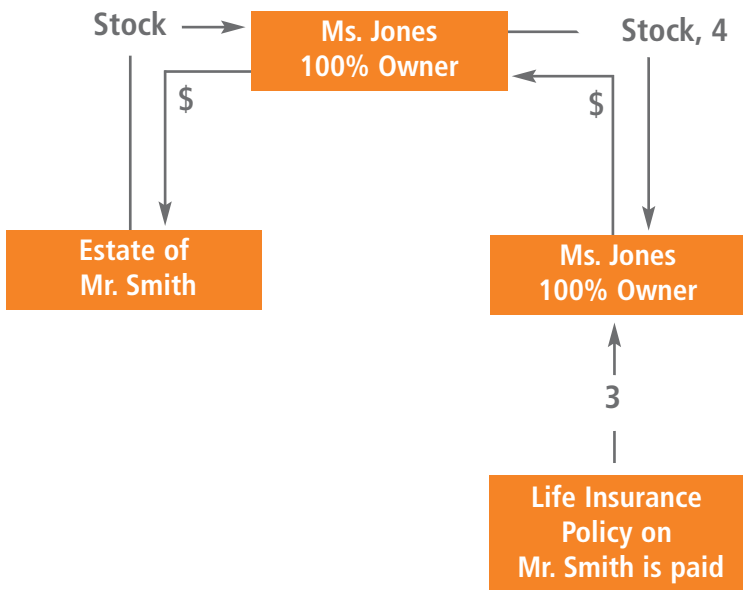 Stock
Ms. Jones
100% Owner
Stock, 4
$
$
Estate of
Mr. Smith
Ms. Jones
100% Owner
3
Life Insurance
Policy on
Mr. Smith is paid